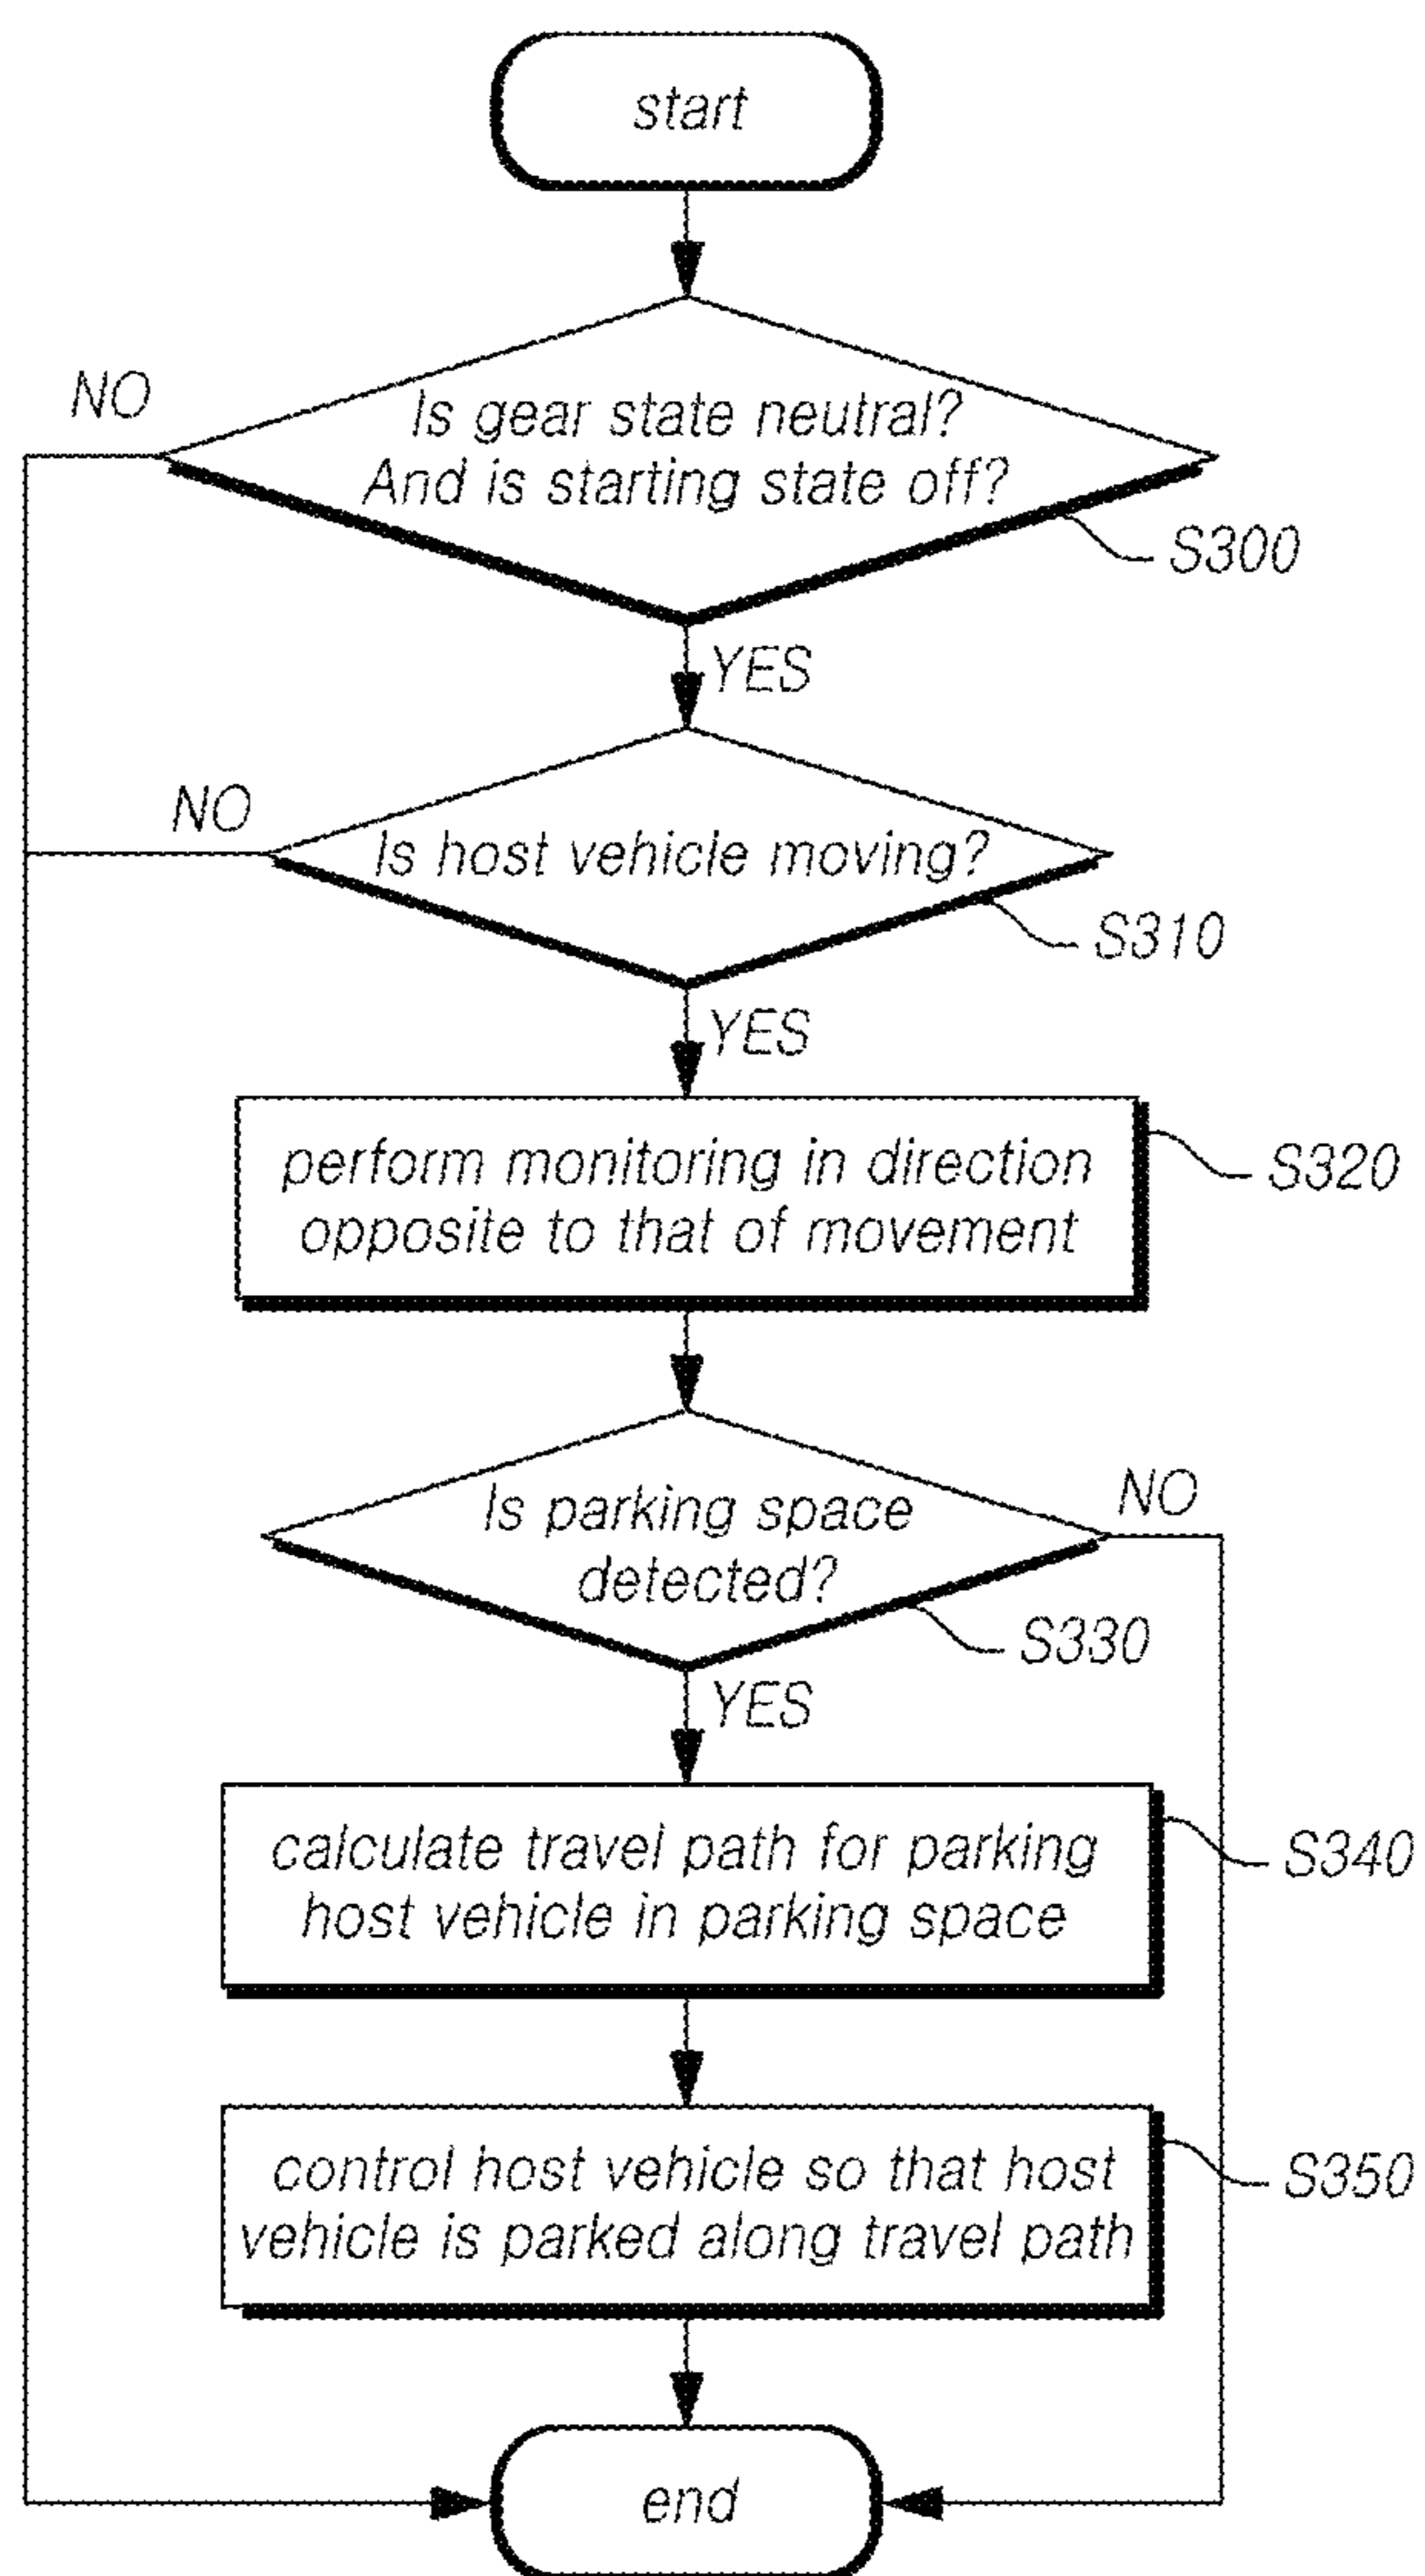 start
NO
Is gear state neutral?
And is starting state off?
S300
YES
NO
Is host vehicle moving?
S310
YES
perform monitoring in direction
opposite to that of movement
S320
Is parking space
detected?
NO
S330
YES
calculate travel path for parking
host vehicle in parking space
S340
control host vehicle so that host
vehicle is parked along travel path
S350
end